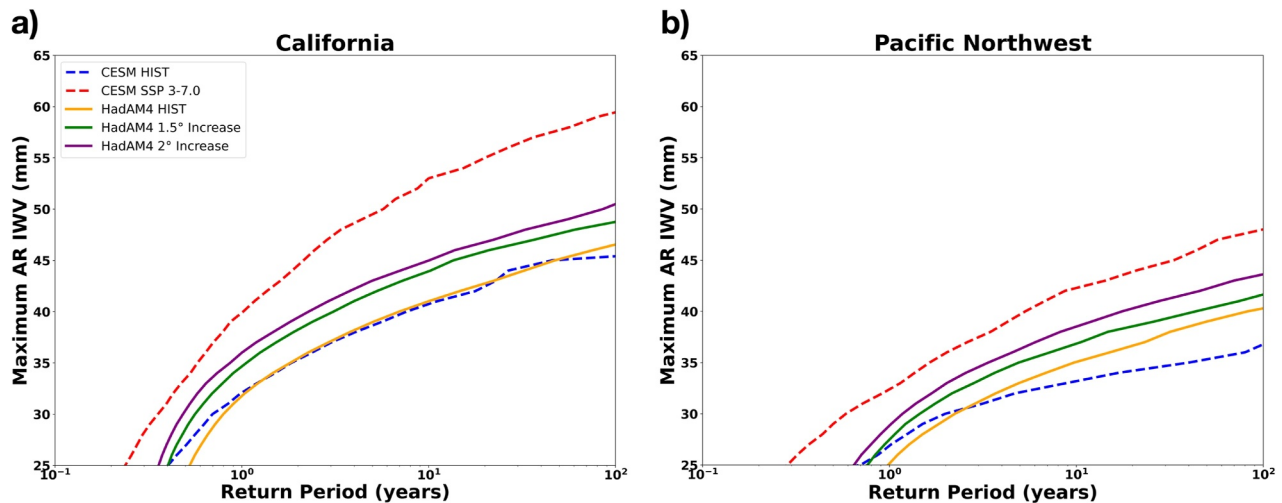 a)
California
Maximum AR IWV (mm)
65
60
55
50
45
40
35
30
25
CESM HIST
CESM SSP 3-7.0
HadAM4 HIST
HadAM4 1.5° Increase
HadAM4 2° Increase
10⁻¹ 10⁰ 10¹ 10²
Return Period (years)
b)
Pacific Northwest
Maximum AR IWV (mm)
65
60
55
50
45
40
35
30
25
10⁻¹ 10⁰ 10¹ 10²
Return Period (years)